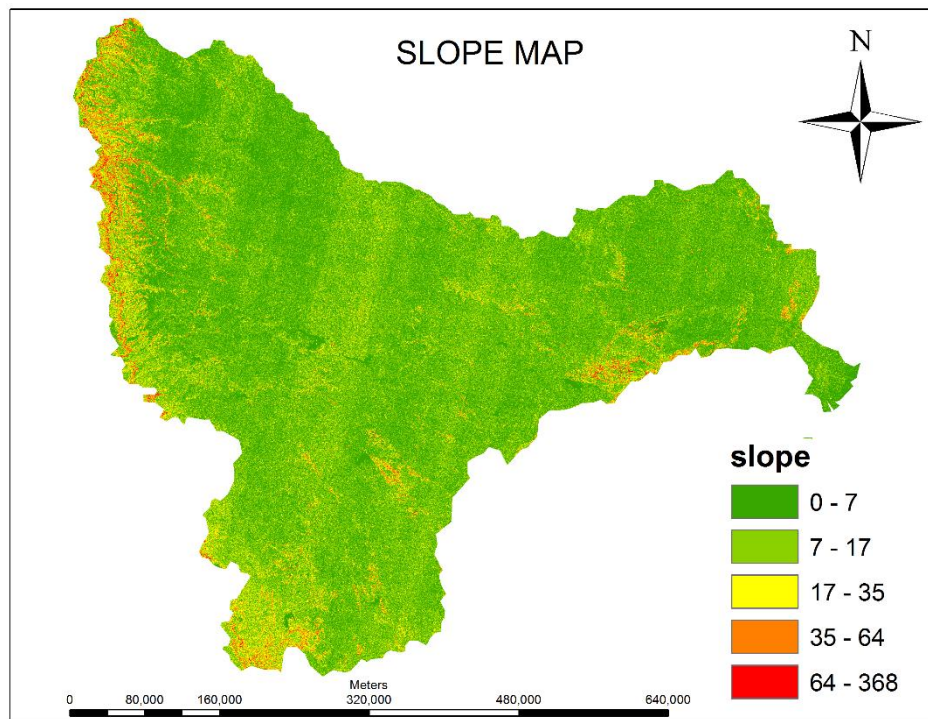 SLOPE MAP
N
slope
0 - 7
7 - 17
17 - 35
35 - 64
64 - 368
Meters
0 80,000 160,000 320,000 480,000 640,000